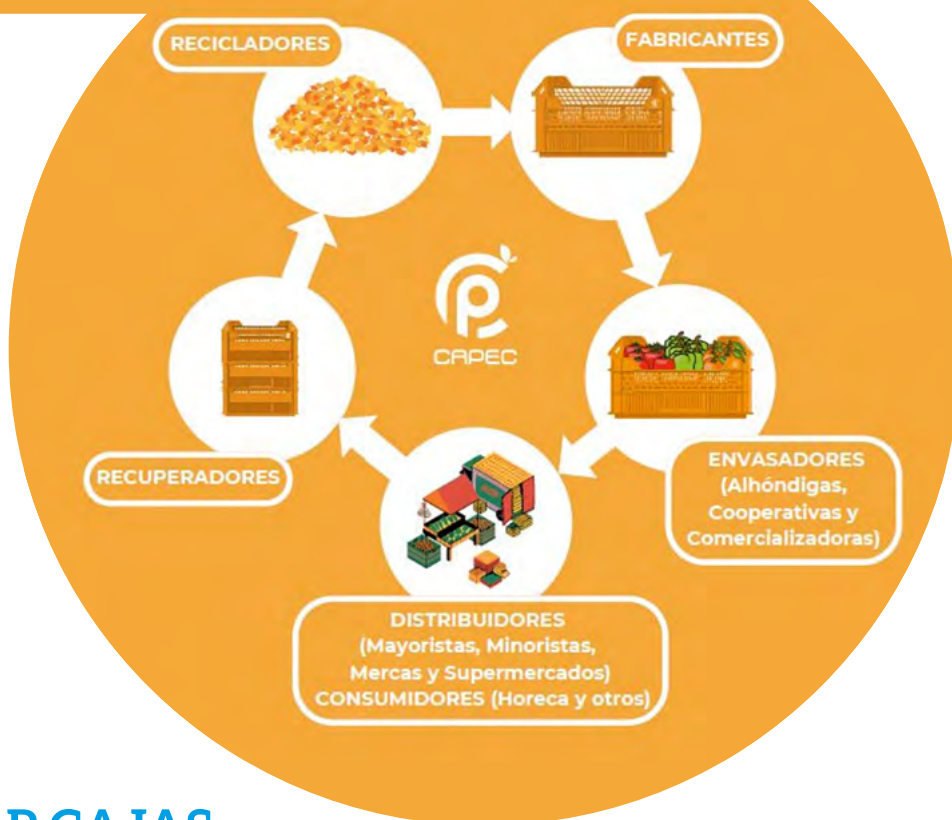 RECICLADORES
FABRICANTES
CAPEC
RECUPERADORES
ENVASADORES
(Alhóndigas,
Cooperativas y
Comercializadoras)
DISTRIBUIDORES
(Mayoristas, Minoristas,
Mercas y Supermercados)
CONSUMIDORES (Horeca y otros)